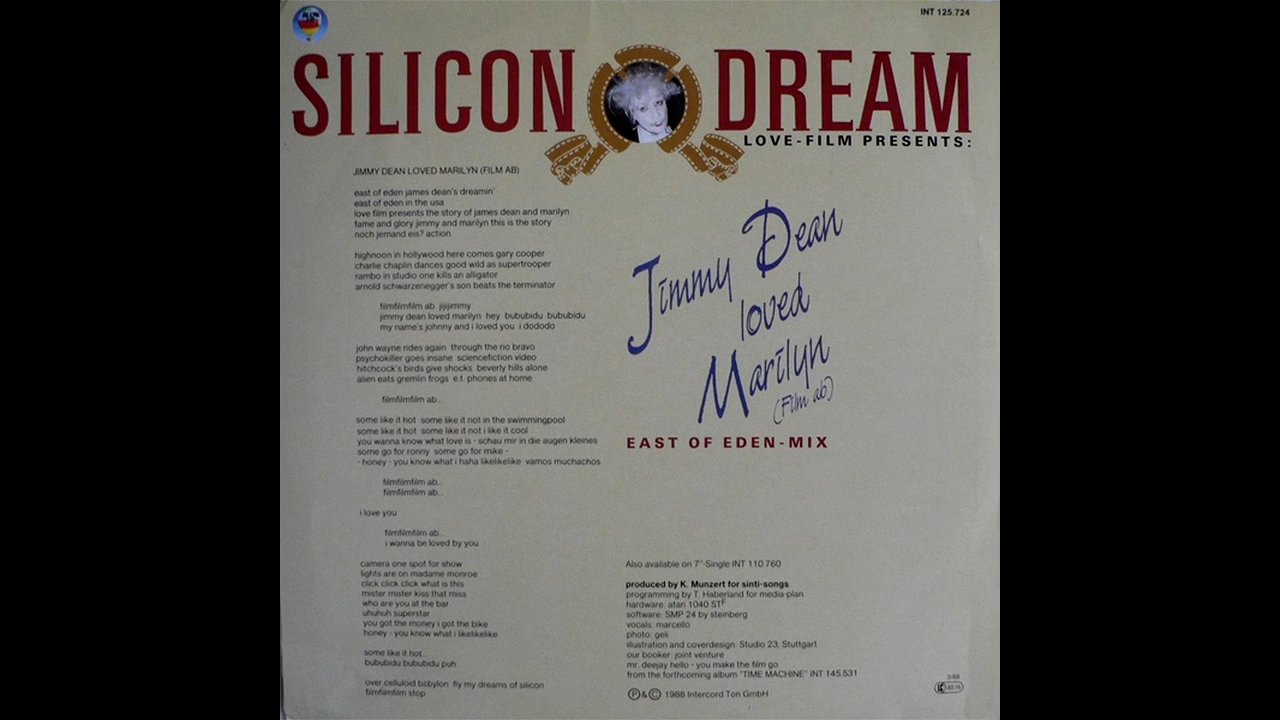 INT 125.724
SILICON DREAM
LOVE-FILM PRESENTS:
JIMMY DEAN LOVED MARILYN (FILM AB)
east of eden james dean's dreamin'
east of eden in the usa
love film presents the story of james dean and marilyn
fame and glory jimmy and marilyn this is the story
noch jemand eis? action
highnoon in hollywood here comes gary cooper
charlie chaplin dances good wild as supertrooper
rambo in studio one kills an alligator
arnold schwarzenegger's son beats the terminator
filmfilmfilm ab jijijimmy
jimmy dean loved marilyn hey bububidu bububidu
my name's johnny and i loved you i dododo
john wayne rides again through the rio bravo
psychokiller goes insane sciencefiction video
hitchcock's birds give shocks beverly hills alone
alien eats gremlin frogs e.t. phones at home
filmfilmfilm ab...
some like it hot some like it not in the swimmingpool
some like it hot some like it not i like it cool
you wanna know what love is - schau mir in die augen kleines
some go for ronny some go for mike -
- honey - you know what i haha likelikelike vamos muchachos
filmfilmfilm ab...
filmfilmfilm ab...
i love you
filmfilmfilm ab...
i wanna be loved by you
camera one spot for show
lights are on madame monroe
click click click what is this
mister mister kiss that miss
who are you at the bar
uhuhuh superstar
you got the money i got the bike
honey - you know what i likelikelike
some like it hot...
bububidu bububidu puh
over celluloid babylon fly my dreams of silicon
filmfilmfilm stop
Jimmy Dean
loved
Marilyn
(Film ab)
EAST OF EDEN-MIX
Also available on 7"-Single INT 110.760
produced by K. Munzert for sinti-songs
programming by T. Haberland for media-plan
hardware: atari 1040 STF
software: SMP 24 by steinberg
vocals: marcello
photo: geli
illustration and coverdesign: Studio 23, Stuttgart
our booker: joint venture
mr. deejay hello - you make the film go
from the forthcoming album "TIME MACHINE" INT 145.531
Ⓟ&© 1988 Intercord Ton GmbH
3/88